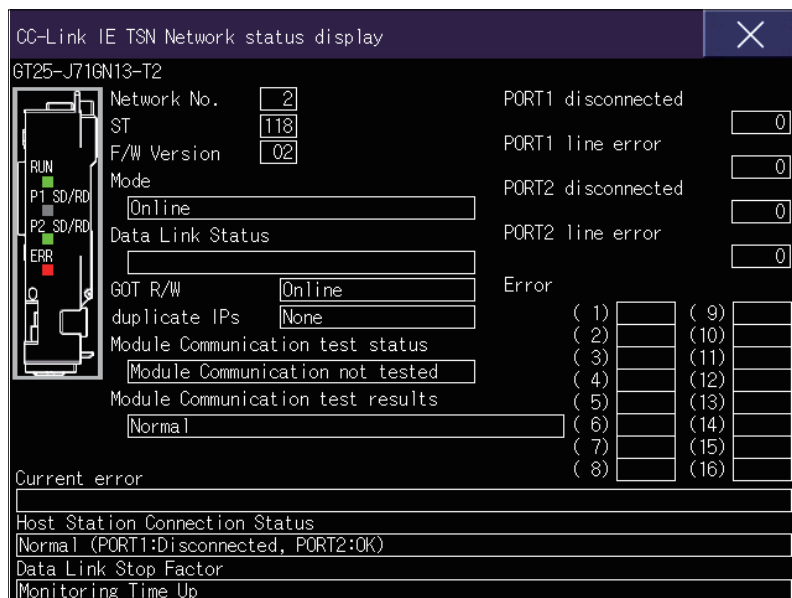 CC-Link IE TSN Network status display
GT25-J71GN13-T2
RUN
P1 SD/RD
P2 SD/RD
ERR
Network No. 2
ST 118
F/W Version 02
Mode
Online
Data Link Status
GOT R/W Online
duplicate IPs None
Module Communication test status
Module Communication not tested
Module Communication test results
Normal
PORT1 disconnected
0
PORT1 line error
0
PORT2 disconnected
0
PORT2 line error
0
Error
( 1) ( 9)
( 2) (10)
( 3) (11)
( 4) (12)
( 5) (13)
( 6) (14)
( 7) (15)
( 8) (16)
Current error
Host Station Connection Status
Normal (PORT1:Disconnected, PORT2:OK)
Data Link Stop Factor
Monitoring Time Up